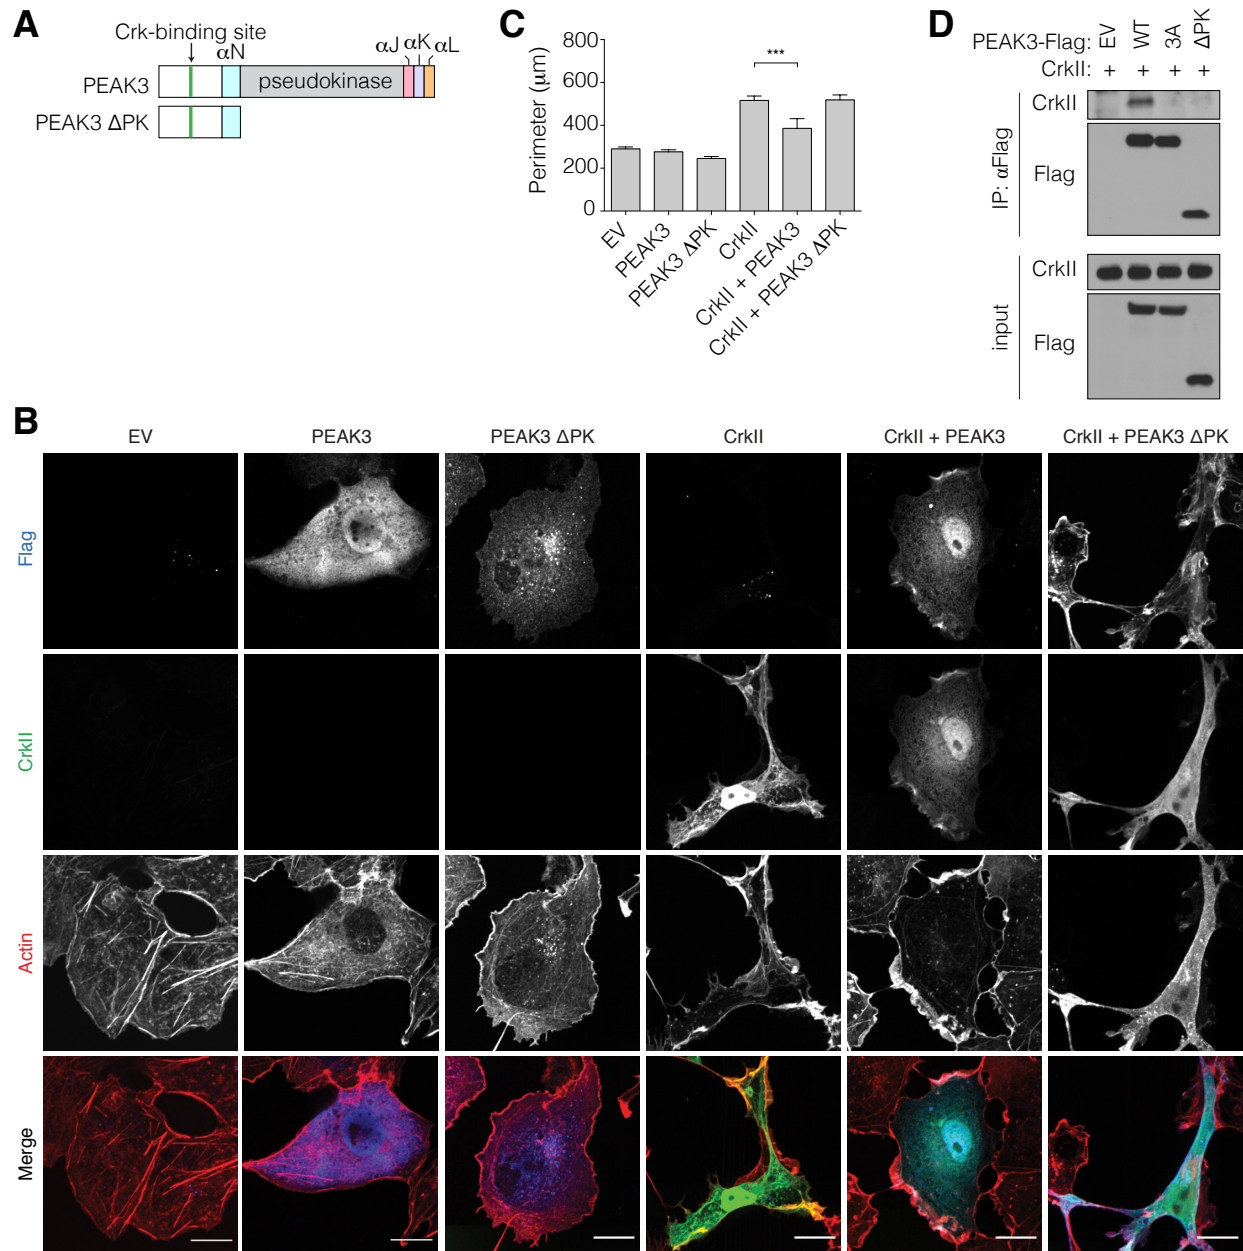 A
Crk-binding site
αN
αJ
αK
αL
PEAK3
pseudokinase
PEAK3 ΔPK
C
Perimeter (μm)
800
600
400
200
0
***
EV
PEAK3
PEAK3 ΔPK
CrkII
CrkII + PEAK3
CrkII + PEAK3 ΔPK
D
PEAK3-Flag: EV WT 3A ΔPK
CrkII: + + + +
IP: αFlag
CrkII
Flag
input
CrkII
Flag
B
EV PEAK3 PEAK3 ΔPK CrkII CrkII + PEAK3 CrkII + PEAK3 ΔPK
Flag
CrkII
Actin
Merge